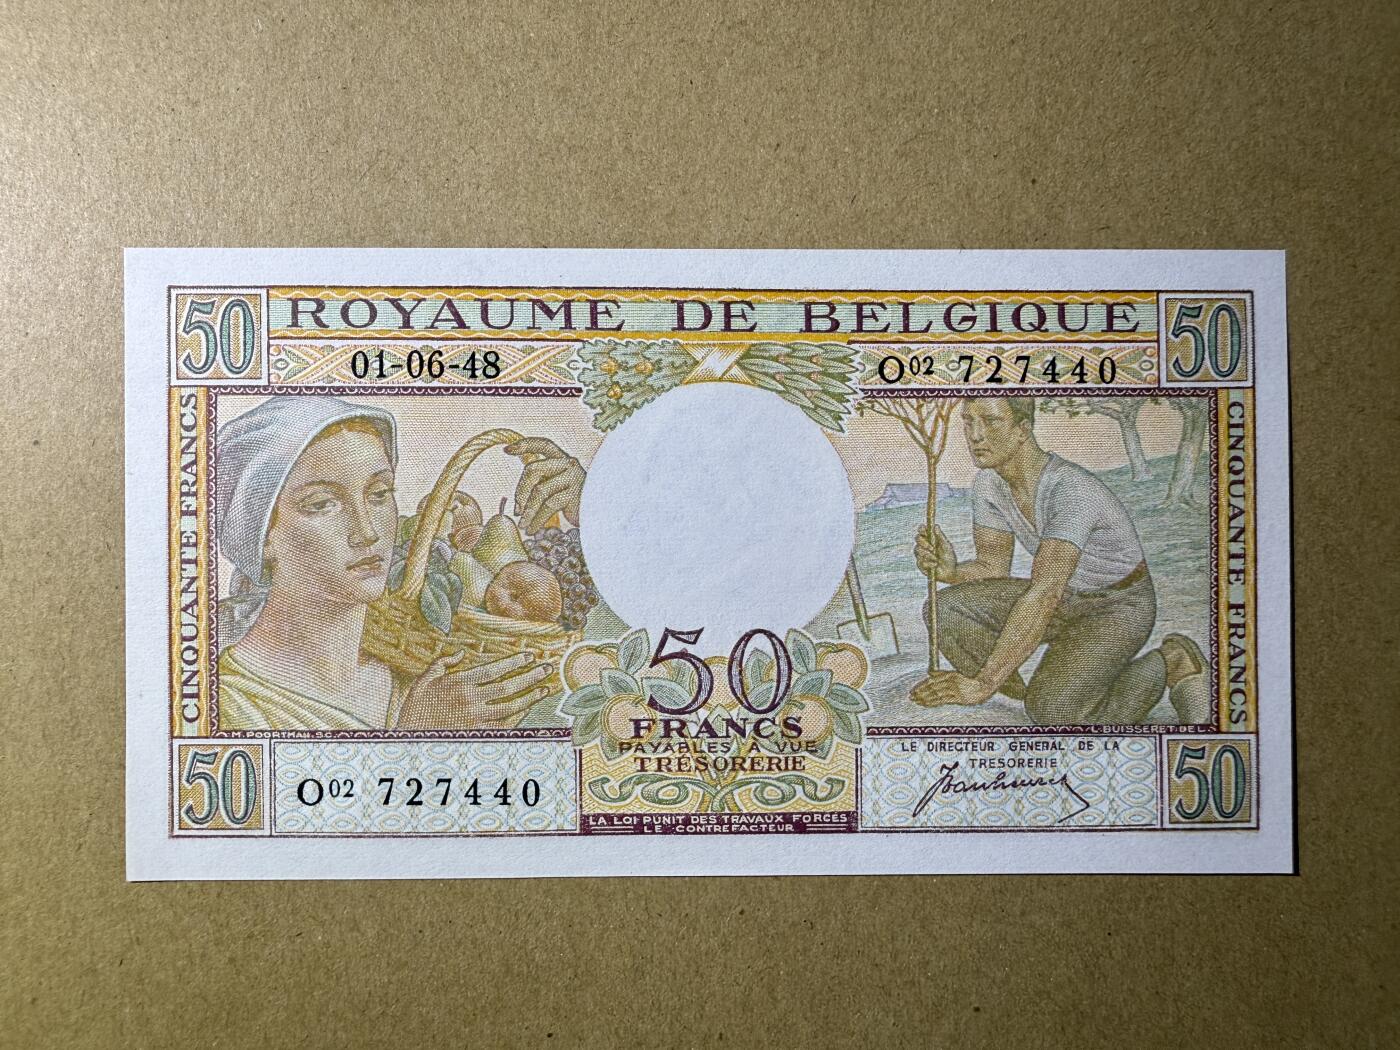 50 ROYAUME DE BELGIQUE 50
01-06-48
O02 727440
CINQUANTE FRANCS
CINQUANTE FRANCS
50
FRANCS
PAYABLES A VUE
TRÉSORERIE
M. POORTMAN. SC.
L. BUISSERET DEL.
50
O02 727440
LE DIRECTEUR GENERAL DE LA
TRESORERIE
50
LA LOI PUNIT DES TRAVAUX FORCÉS
LE CONTREFACTEUR